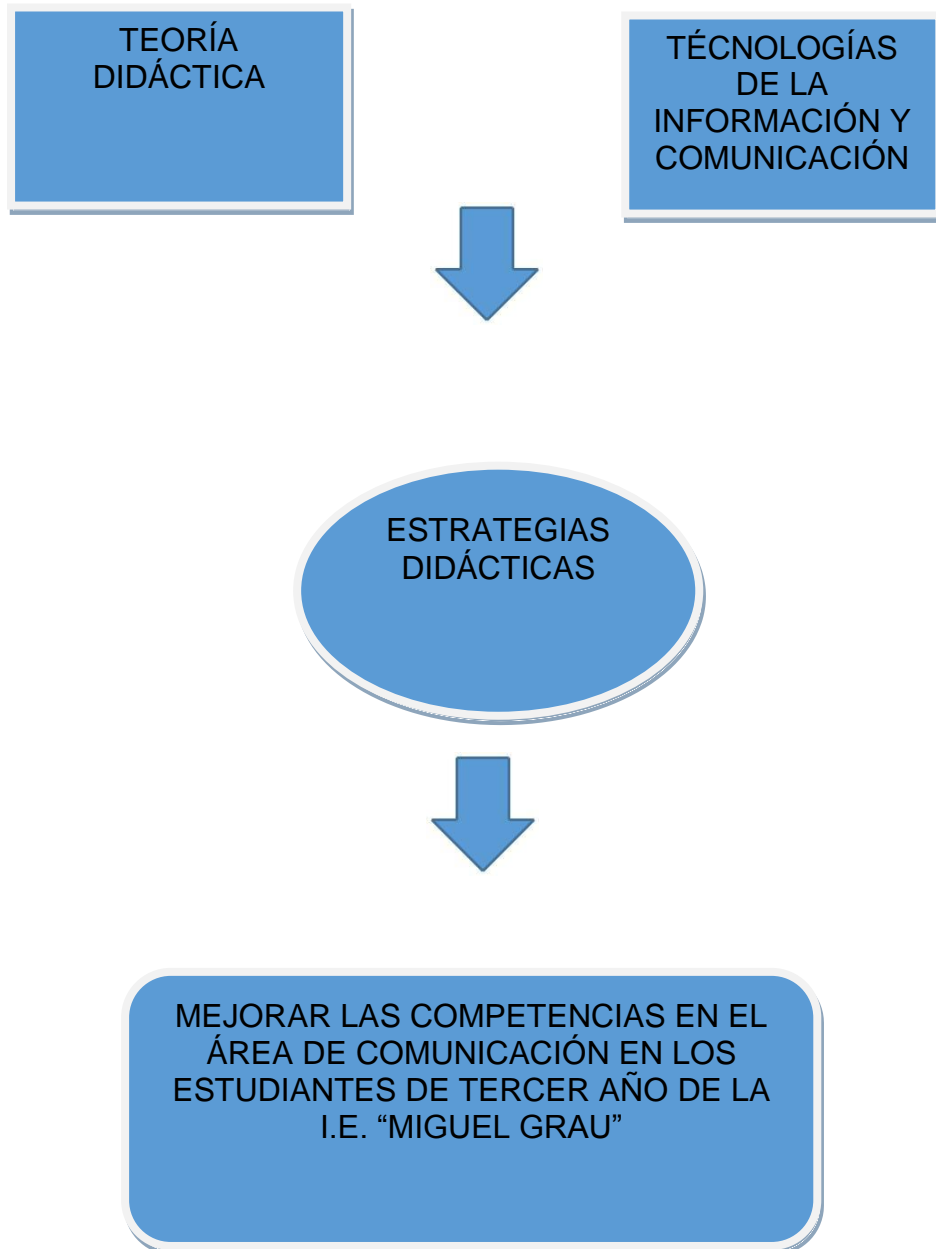 TEORÍA
DIDÁCTICA
TÉCNOLOGÍAS
DE LA
INFORMACIÓN Y
COMUNICACIÓN
ESTRATEGIAS
DIDÁCTICAS
MEJORAR LAS COMPETENCIAS EN EL
ÁREA DE COMUNICACIÓN EN LOS
ESTUDIANTES DE TERCER AÑO DE LA
I.E. “MIGUEL GRAU”